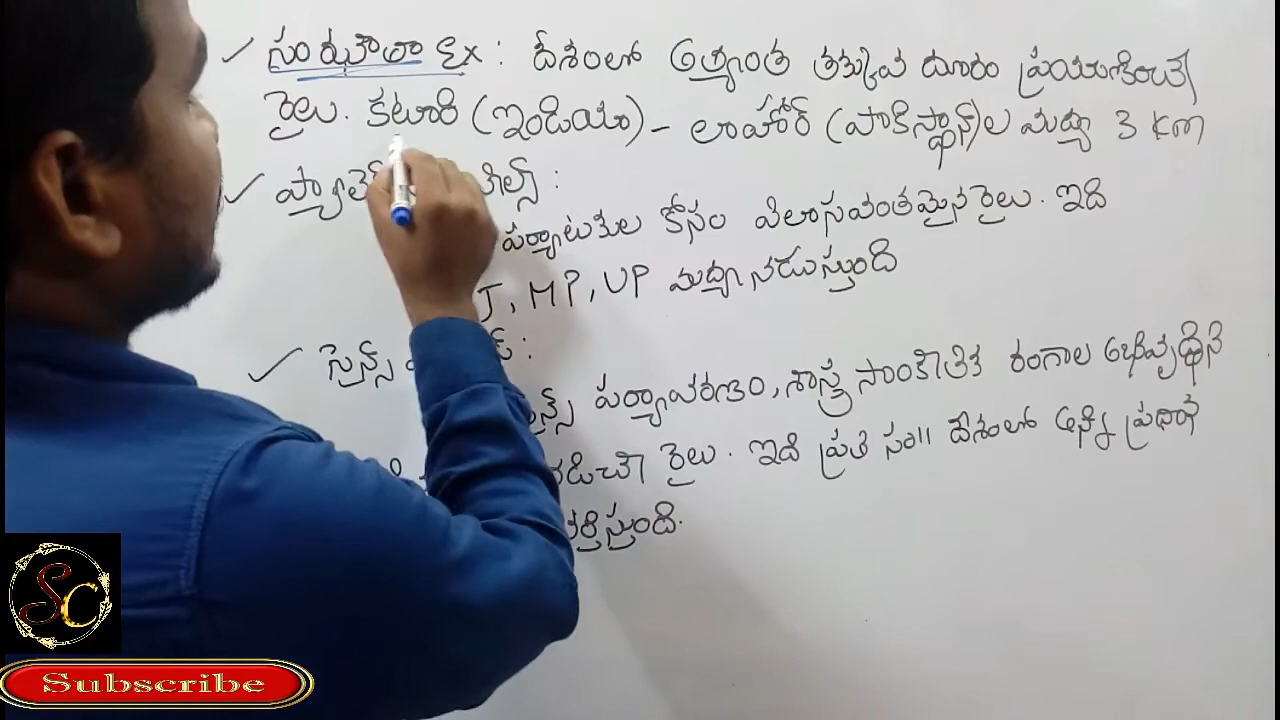 సంఝౌతా Ex : దేశంలో అత్యంత తక్కువ దూరం ప్రయాణించే
రైలు. కటారి (ఇండియా) - లాహోర్ (పాకిస్థాన్)ల మధ్య 3 Km
ప్యాలెస్ వీల్స్ :
పర్యాటకుల కోసం విలాసవంతమైన రైలు. ఇది
J, MP, UP మధ్య నడుస్తుంది
సైన్స్ :
పర్యావరణం, శాస్త్ర సాంకేతిక రంగాల అభివృద్ధిని
రైలు. ఇది ప్రతి సం|| దేశంలో అన్ని ప్రధాన
SC
Subscribe